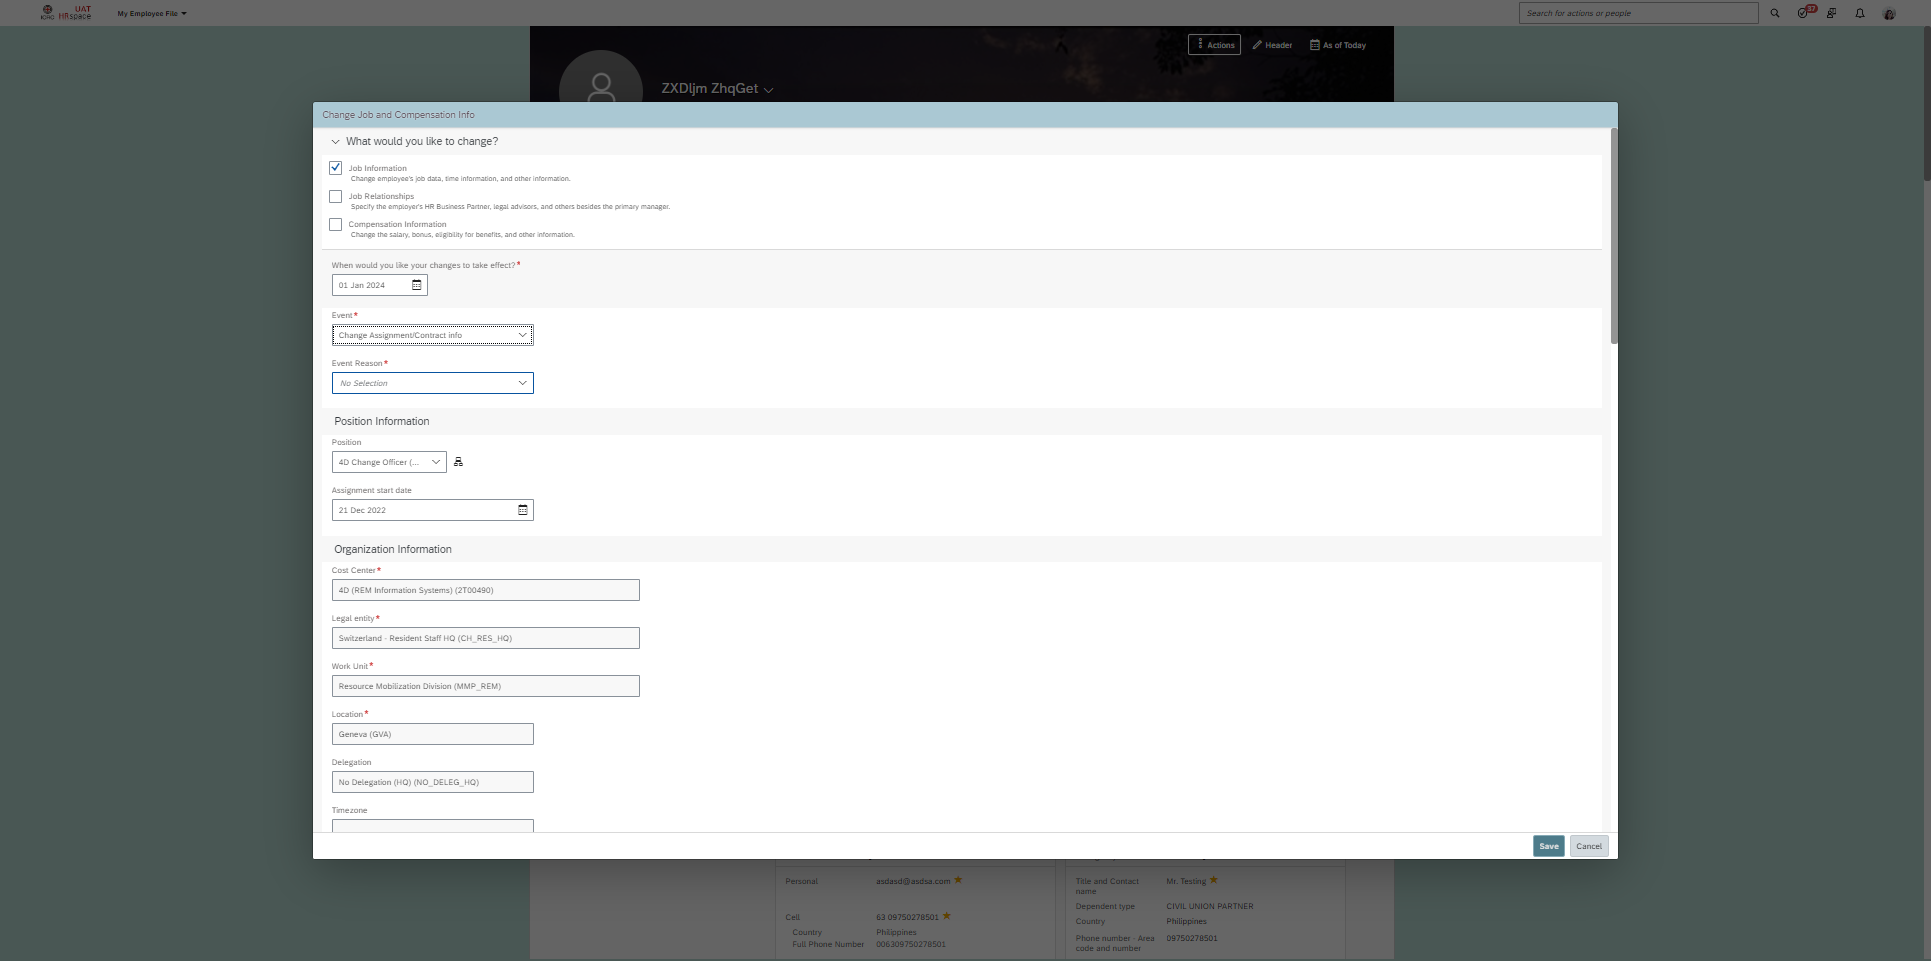 ICRC
UAT
HRspace
My Employee File
Search for actions or people
37
Actions
Header
As of Today
ZXDljm ZhqGet
Change Job and Compensation Info
What would you like to change?
Job Information
Change employee's job data, time information, and other information.
Job Relationships
Specify the employer's HR Business Partner, legal advisors, and others besides the primary manager.
Compensation Information
Change the salary, bonus, eligibility for benefits, and other information.
When would you like your changes to take effect?*
01 Jan 2024
Event*
Change Assignment/Contract info
Event Reason*
No Selection
Position Information
Position
4D Change Officer (...
Assignment start date
21 Dec 2022
Organization Information
Cost Center*
4D (REM Information Systems) (2T00490)
Legal entity*
Switzerland - Resident Staff HQ (CH_RES_HQ)
Work Unit*
Resource Mobilization Division (MMP_REM)
Location*
Geneva (GVA)
Delegation
No Delegation (HQ) (NO_DELEG_HQ)
Timezone
Save
Cancel
Personal
asdasd@asdsa.com
Cell
63 09750278501
Country
Philippines
Full Phone Number
006309750278501
Title and Contact
name
Mr. Testing
Dependent type
CIVIL UNION PARTNER
Country
Philippines
Phone number - Area
code and number
09750278501